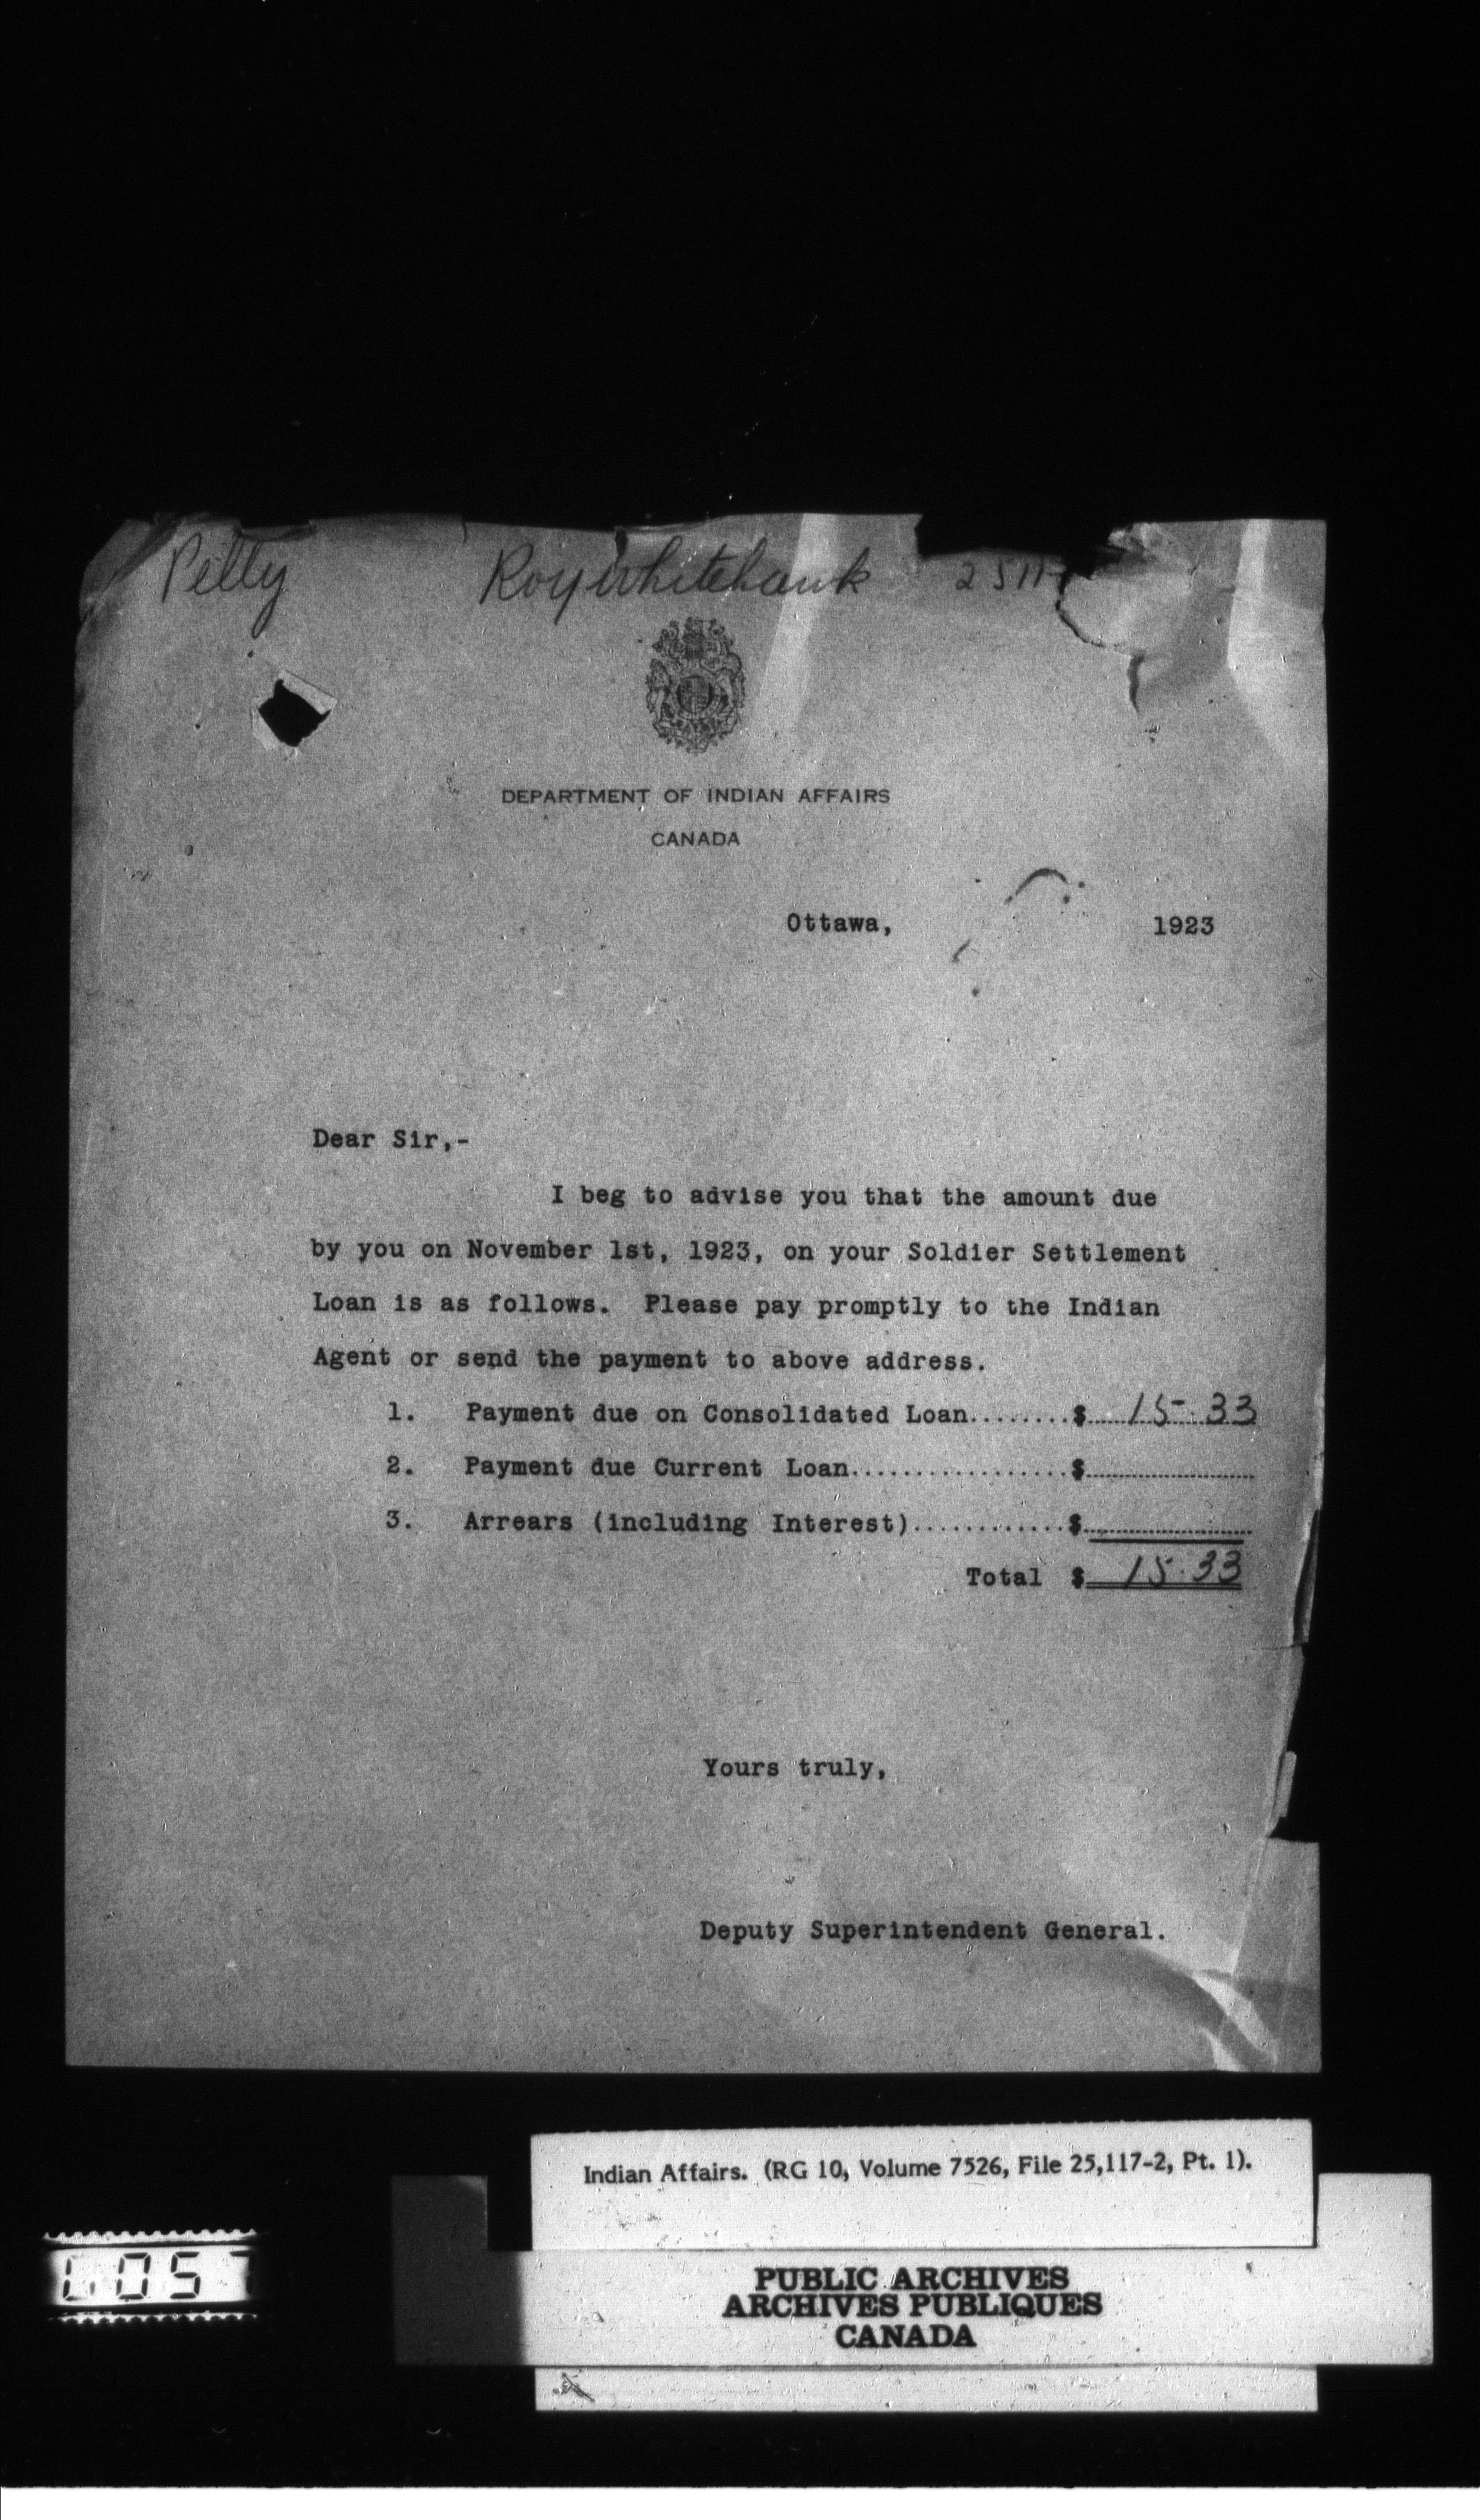 Pelly Roy Whitehawk 25117
DEPARTMENT OF INDIAN AFFAIRS
CANADA
Ottawa, 1923
Dear Sir,-
I beg to advise you that the amount due
by you on November 1st, 1923, on your Soldier Settlement
Loan is as follows. Please pay promptly to the Indian
Agent or send the payment to above address.
1. Payment due on Consolidated Loan........$ 15.33
2. Payment due Current Loan.................$
3. Arrears (including Interest)............$
Total $ 15.33
Yours truly,
Deputy Superintendent General.
Indian Affairs. (RG 10, Volume 7526, File 25,117-2, Pt. 1).
PUBLIC ARCHIVES
ARCHIVES PUBLIQUES
CANADA